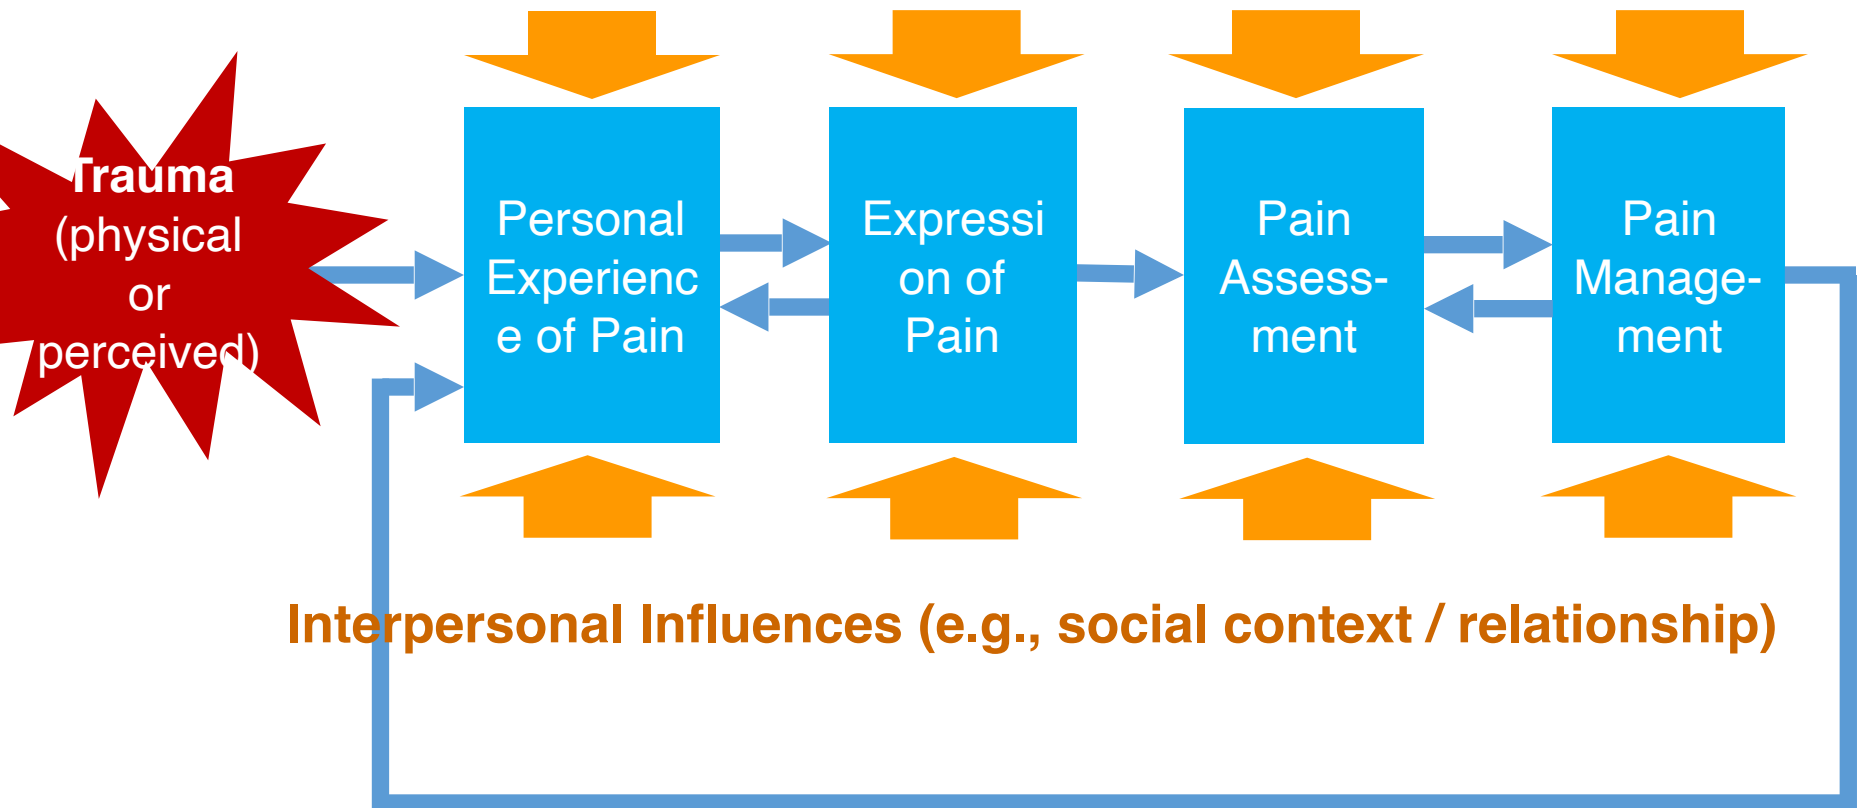 Trauma
(physical
or
perceived)
Personal
Experienc
e of Pain
Expressi
on of
Pain
Pain
Assess-
ment
Pain
Manage-
ment
Interpersonal Influences (e.g., social context / relationship)